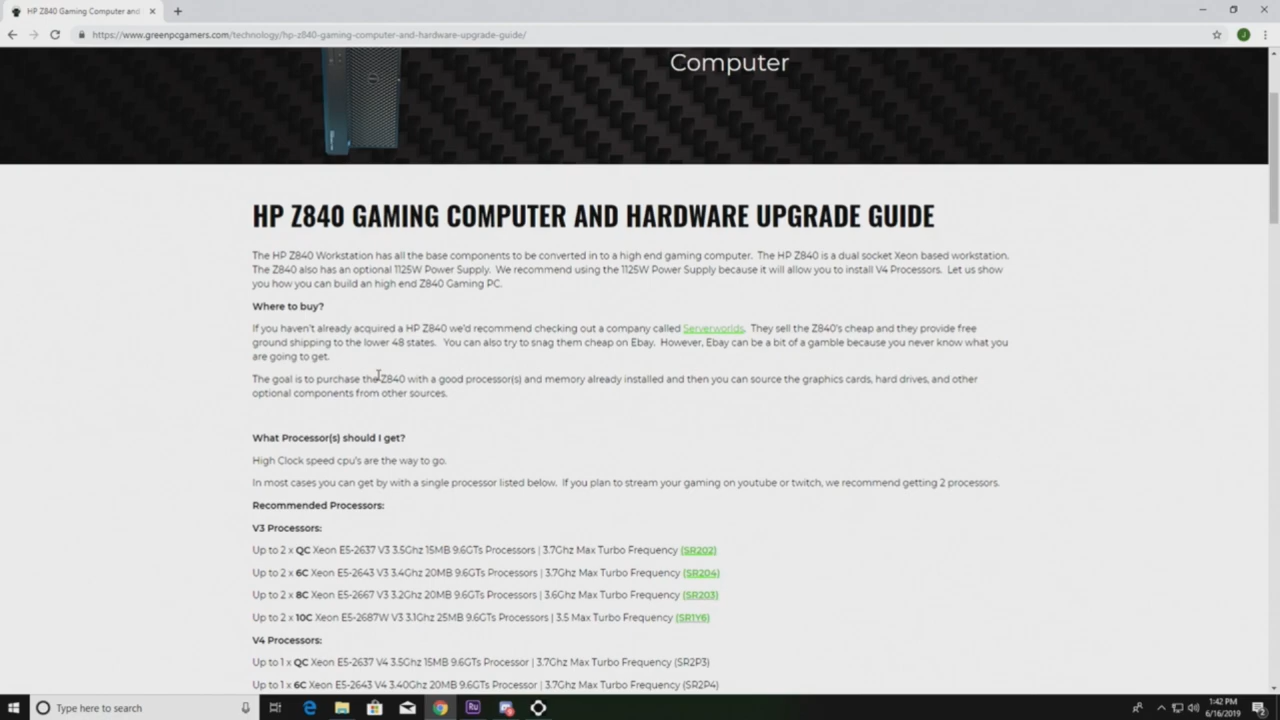 HP Z840 Gaming Computer and
https://www.greenpcgamers.com/technology/hp-z840-gaming-computer-and-hardware-upgrade-guide/
J
Computer
HP Z840 GAMING COMPUTER AND HARDWARE UPGRADE GUIDE
The HP Z840 Workstation has all the base components to be converted in to a high end gaming computer. The HP Z840 is a dual socket Xeon based workstation.
The Z840 also has an optional 1125W Power Supply. We recommend using the 1125W Power Supply because it will allow you to install V4 Processors. Let us show
you how you can build an high end Z840 Gaming PC.
Where to buy?
If you haven't already acquired a HP Z840 we'd recommend checking out a company called Serverworlds. They sell the Z840's cheap and they provide free
ground shipping to the lower 48 states. You can also try to snag them cheap on Ebay. However, Ebay can be a bit of a gamble because you never know what you
are going to get.
The goal is to purchase the Z840 with a good processor(s) and memory already installed and then you can source the graphics cards, hard drives, and other
optional components from other sources.
What Processor(s) should I get?
High Clock speed cpu's are the way to go.
In most cases you can get by with a single processor listed below. If you plan to stream your gaming on youtube or twitch, we recommend getting 2 processors.
Recommended Processors:
V3 Processors:
Up to 2 x QC Xeon E5-2637 V3 3.5Ghz 15MB 9.6GTs Processors | 3.7Ghz Max Turbo Frequency (SR202)
Up to 2 x 6C Xeon E5-2643 V3 3.4Ghz 20MB 9.6GTs Processors | 3.7Ghz Max Turbo Frequency (SR204)
Up to 2 x 8C Xeon E5-2667 V3 3.2Ghz 20MB 9.6GTs Processors | 3.6Ghz Max Turbo Frequency (SR203)
Up to 2 x 10C Xeon E5-2687W V3 3.1Ghz 25MB 9.6GTs Processors | 3.5 Max Turbo Frequency (SR1Y6)
V4 Processors:
Up to 1 x QC Xeon E5-2637 V4 3.5Ghz 15MB 9.6GTs Processor | 3.7Ghz Max Turbo Frequency (SR2P3)
Up to 1 x 6C Xeon E5-2643 V4 3.40Ghz 20MB 9.6GTs Processors | 3.7Ghz Max Turbo Frequency (SR2P4)
Type here to search
Ru
1:42 PM
6/16/2019
2